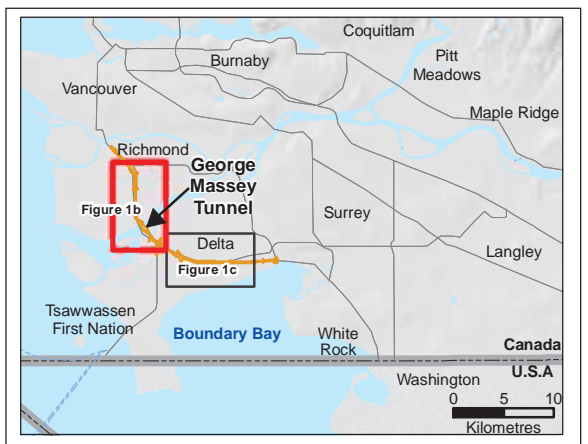 Coquitlam
Burnaby
Pitt
Meadows
Vancouver
Maple Ridge
Richmond
George
Massey
Tunnel
Figure 1b
Surrey
Delta
Langley
Figure 1c
Tsawwassen
First Nation
Boundary Bay
White
Rock
Canada
U.S.A
Washington
0 5 10
Kilometres